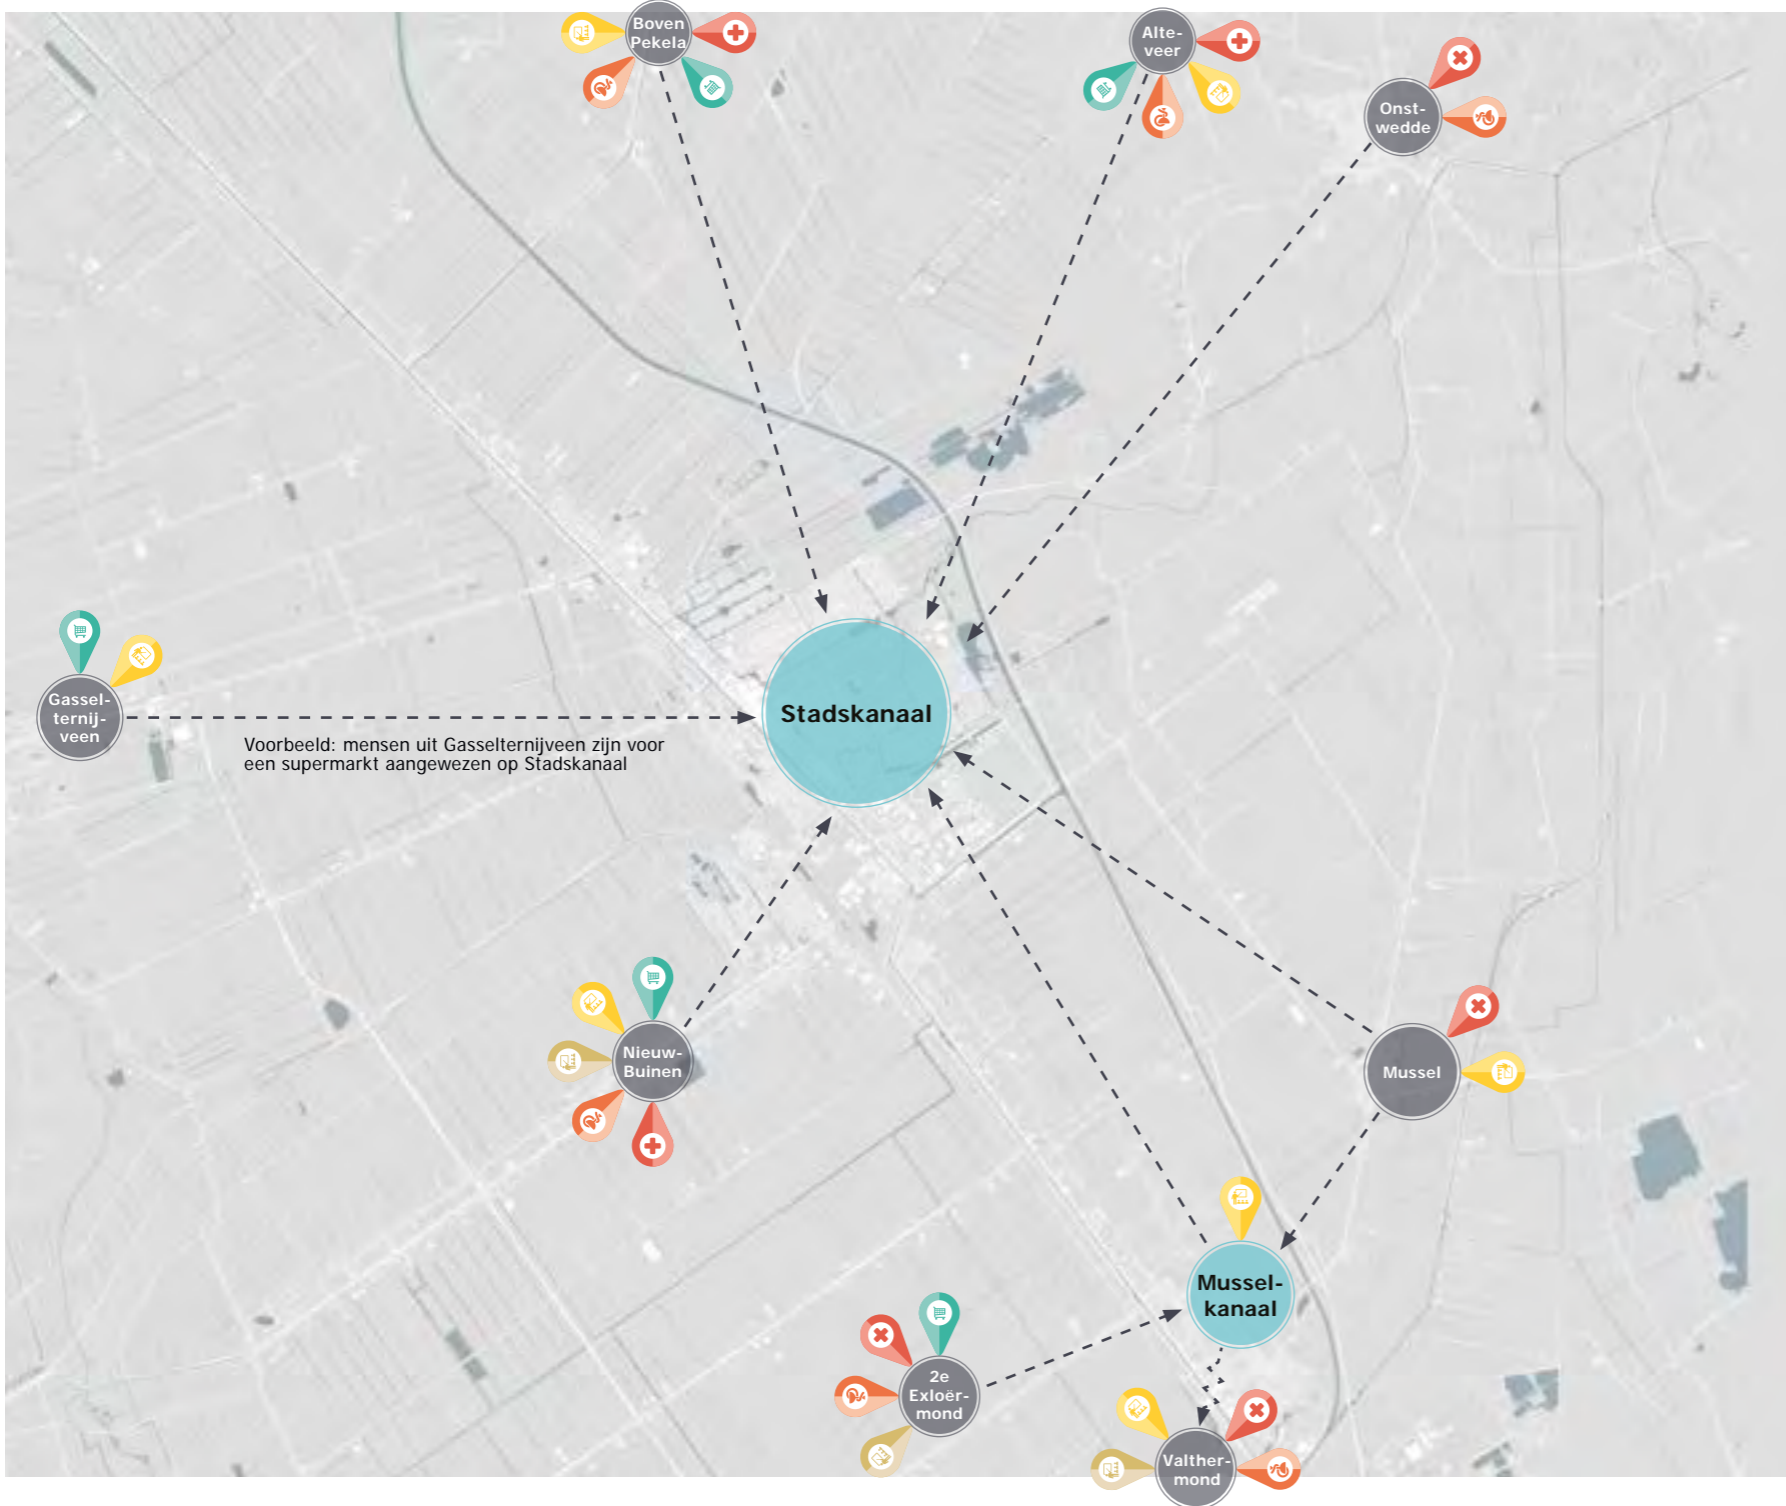 Boven
Pekela
Alte-
veer
Onst-
wedde
Gassel-
ternij-
veen
Stadskanaal
Voorbeeld: mensen uit Gasselternijveen zijn voor
een supermarkt aangewezen op Stadskanaal
Nieuw-
Buinen
Mussel
Mussel-
kanaal
2e
Exloër-
mond
Valther-
mond